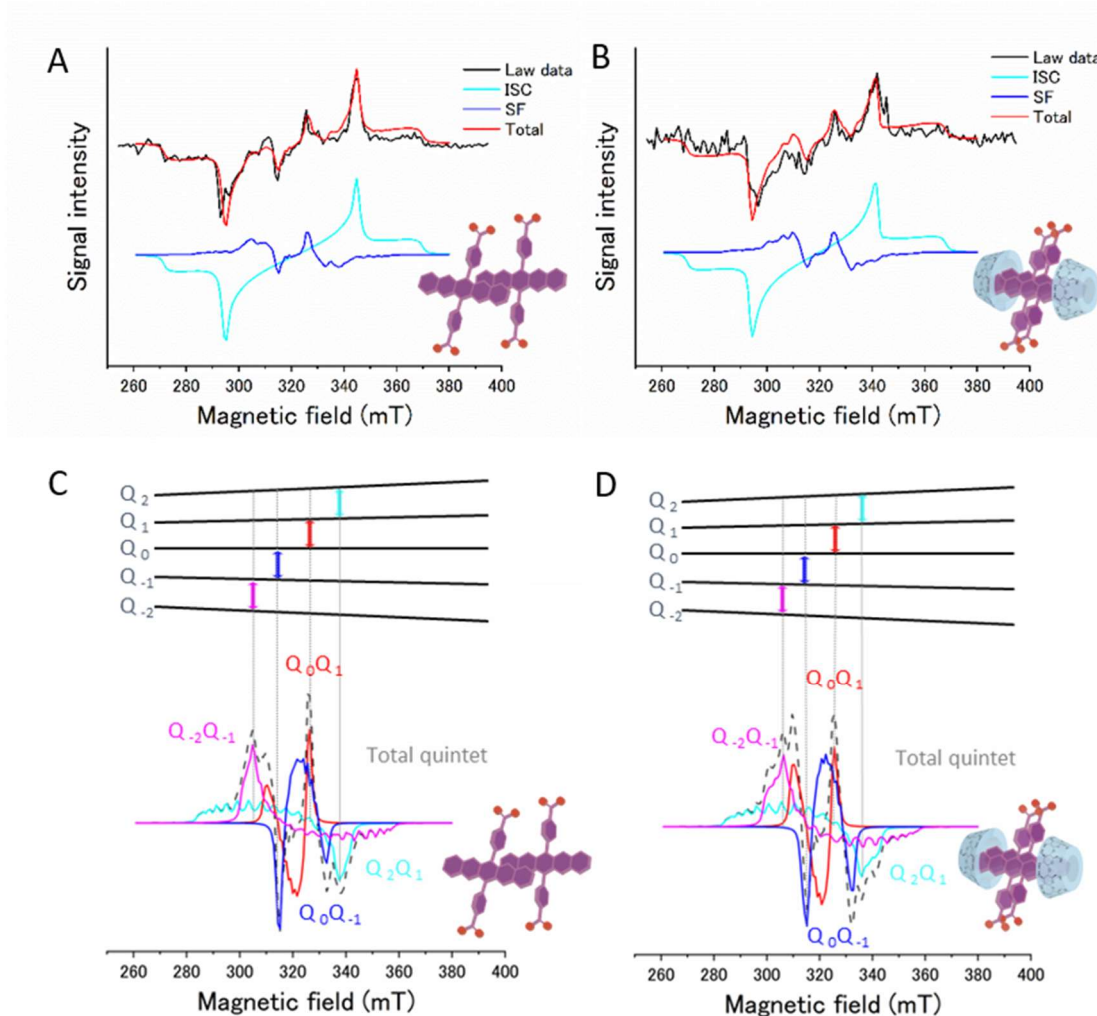 A
Law data
ISC
SF
Total
Signal intensity
260 280 300 320 340 360 380 400
Magnetic field (mT)
B
Law data
ISC
SF
Total
Signal intensity
260 280 300 320 340 360 380 400
Magnetic field (mT)
C
Q₂
Q₁
Q₀
Q₋₁
Q₋₂
Q₀Q₁
Q₋₂Q₋₁
Total quintet
Q₂Q₁
Q₀Q₋₁
260 280 300 320 340 360 380 400
Magnetic field (mT)
D
Q₂
Q₁
Q₀
Q₋₁
Q₋₂
Q₀Q₁
Q₋₂Q₋₁
Total quintet
Q₂Q₁
Q₀Q₋₁
260 280 300 320 340 360 380 400
Magnetic field (mT)